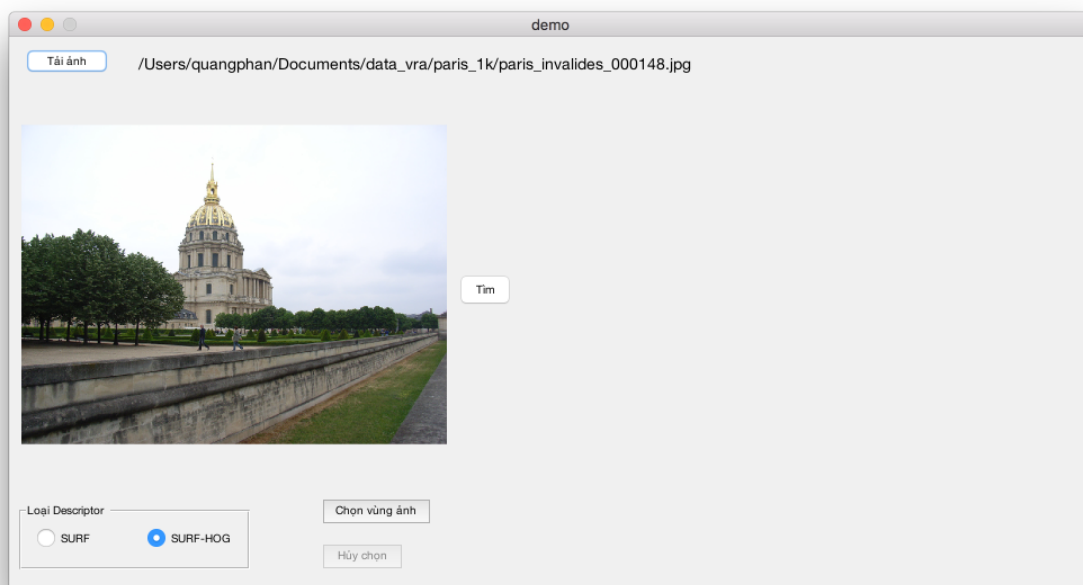 demo
Tải ảnh
/Users/quangphan/Documents/data_vra/paris_1k/paris_invalides_000148.jpg
Tìm
Loại Descriptor
SURF
SURF-HOG
Chọn vùng ảnh
Hủy chọn